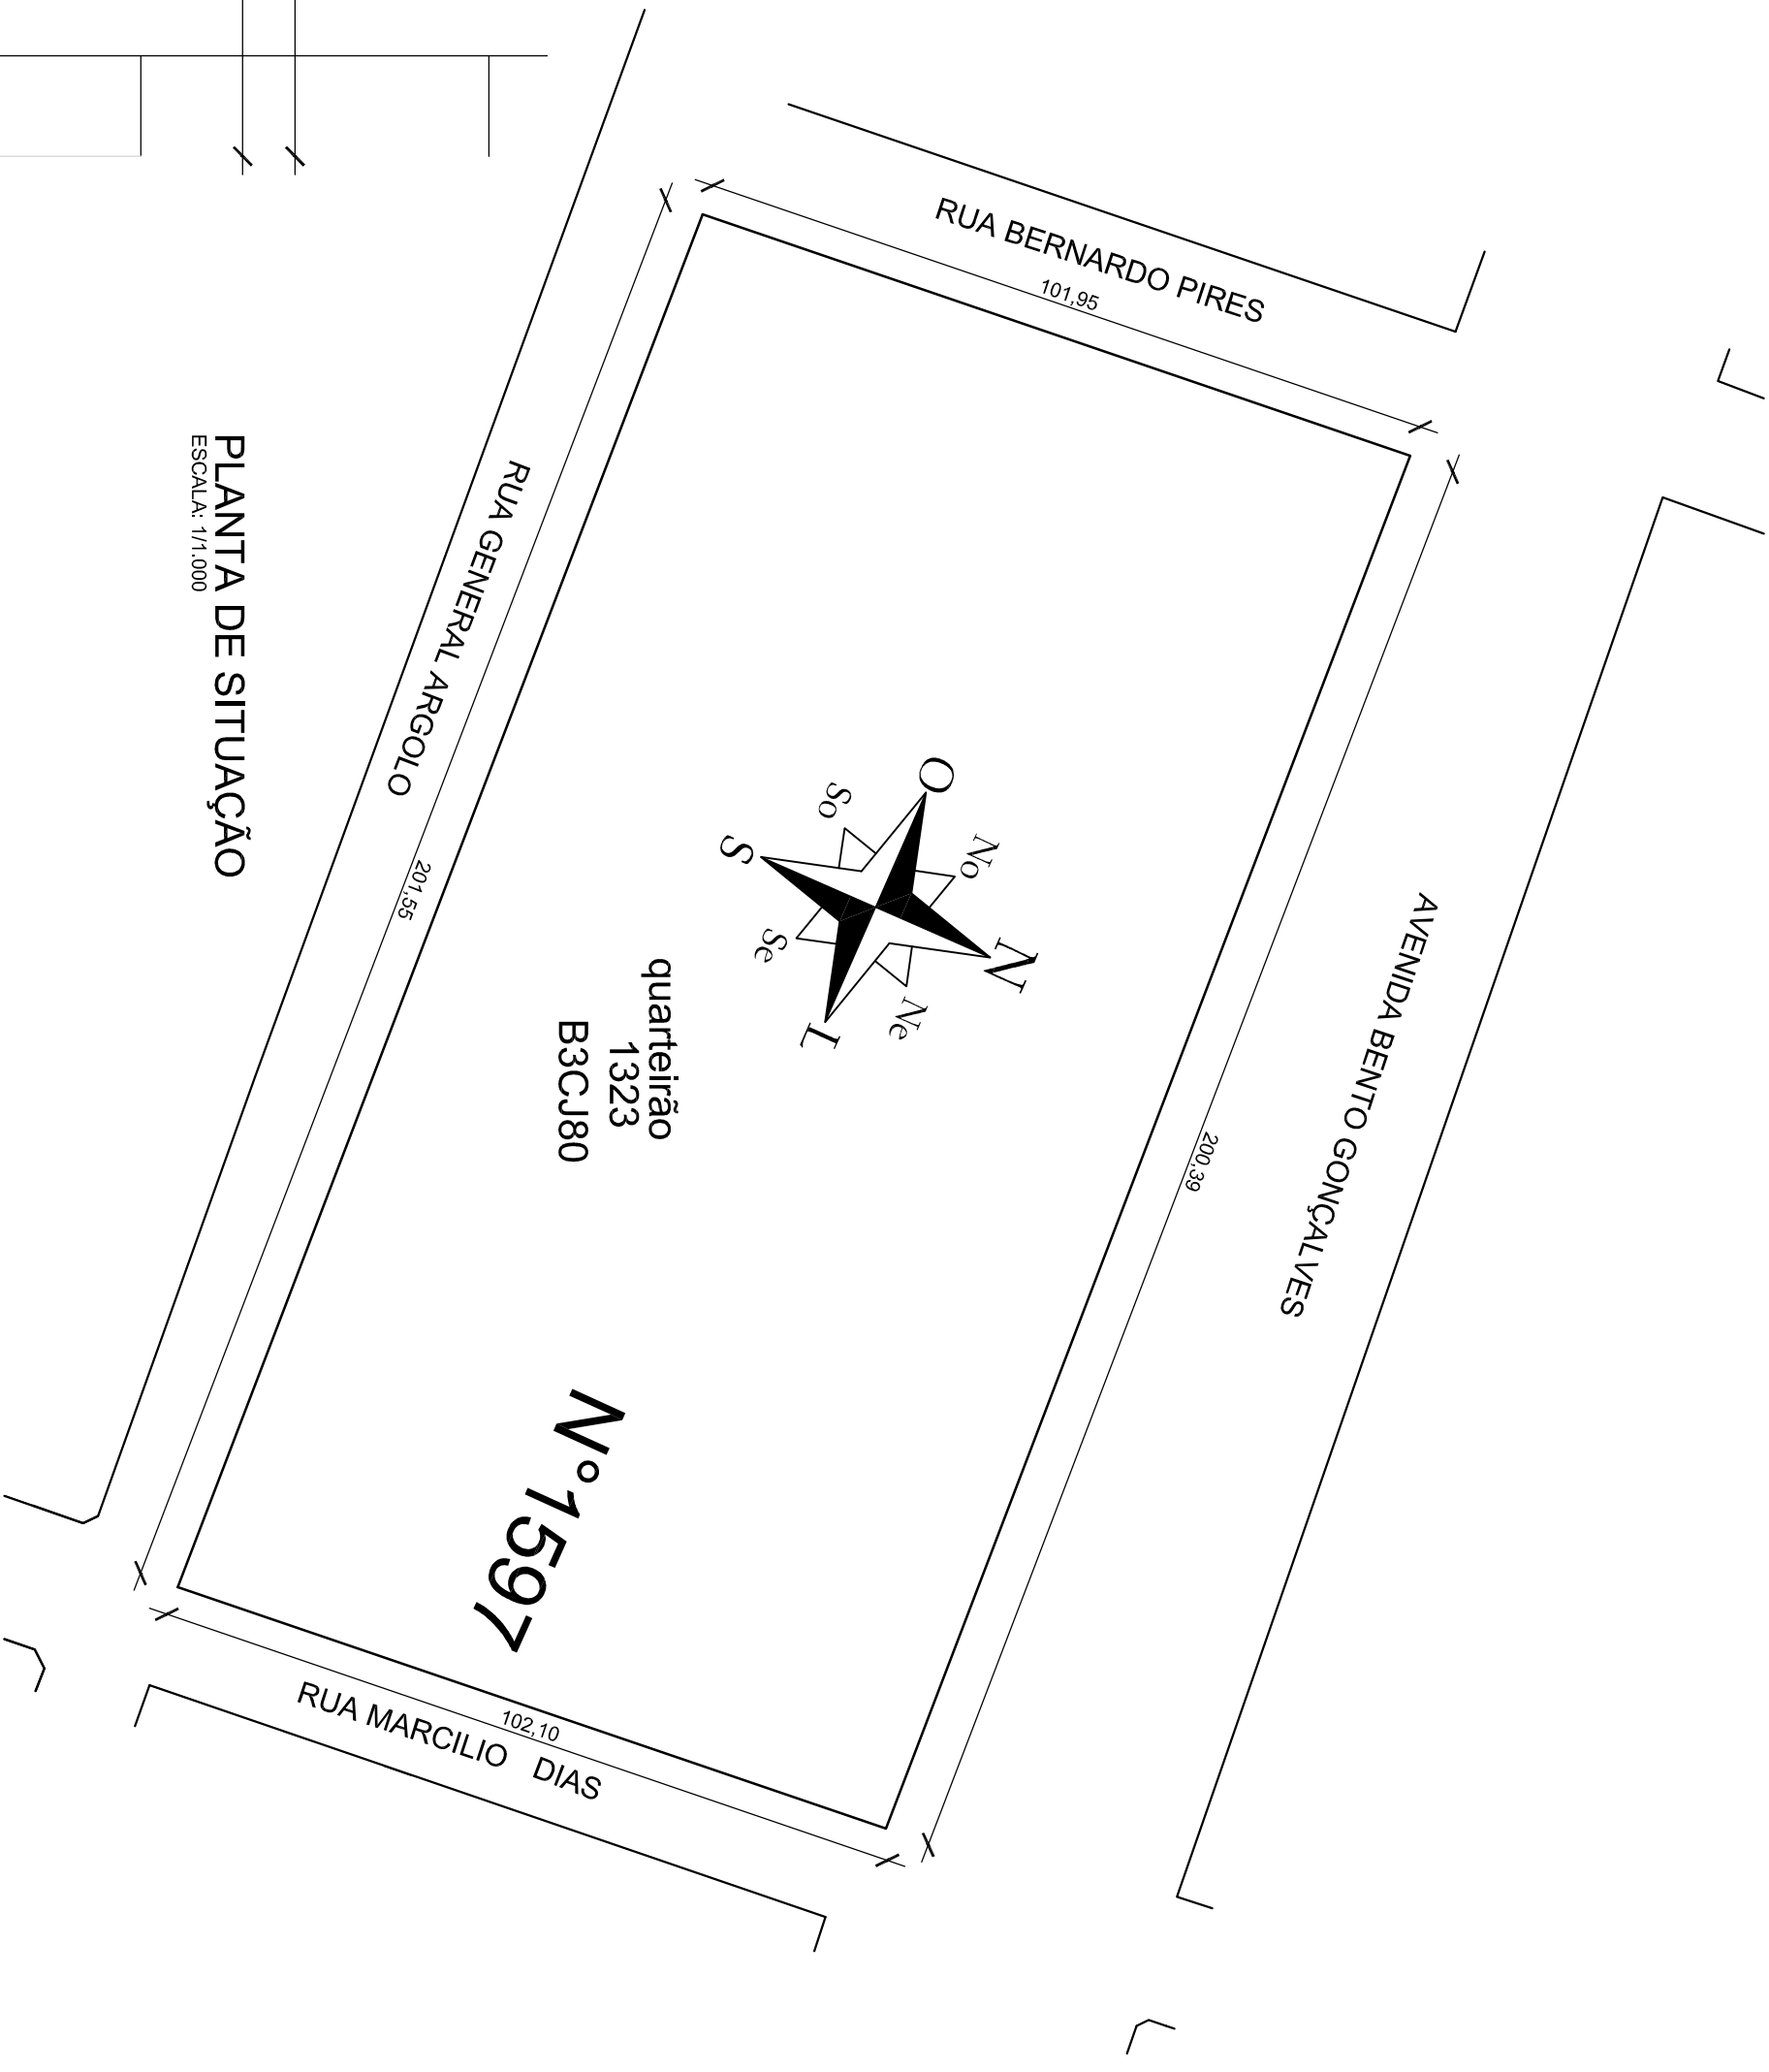 RUA BERNARDO PIRES
101,95
PLANTA DE SITUAÇÃO
ESCALA: 1/1.000
RUA GENERAL ARGOLO
201,55
O
No
N
Ne
L
Se
S
So
AVENIDA BENTO GONÇALVES
200,39
quarteirão
1323
B3CJ80
Nº1597
102,10
RUA MARCILIO DIAS